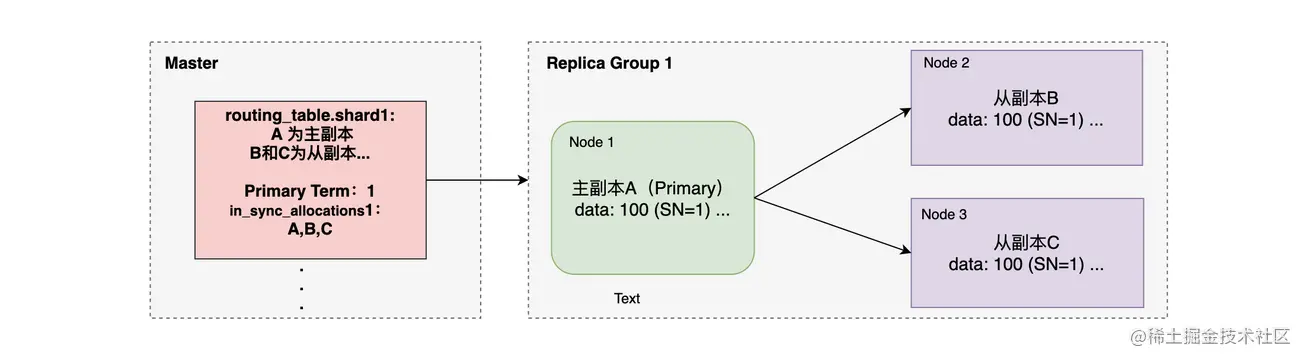 Master
routing_table.shard1:
A 为主副本
B和C为从副本...
Primary Term：1
in_sync_allocations1：
A,B,C
Replica Group 1
Node 1
主副本A（Primary）
data: 100 (SN=1) ...
Text
Node 2
从副本B
data: 100 (SN=1) ...
Node 3
从副本C
data: 100 (SN=1) ...
@稀土掘金技术社区